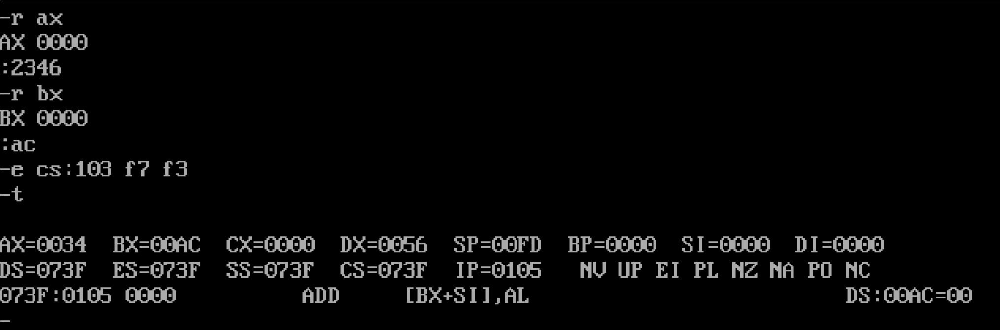 -r ax
AX 0000
:2346
-r bx
BX 0000
:ac
-e cs:103 f7 f3
-t
AX=0034  BX=00AC  CX=0000  DX=0056  SP=00FD  BP=0000  SI=0000  DI=0000
DS=073F  ES=073F  SS=073F  CS=073F  IP=0105   NV UP EI PL NZ NA PO NC
073F:0105 0000          ADD     [BX+SI],AL                         DS:00AC=00
-